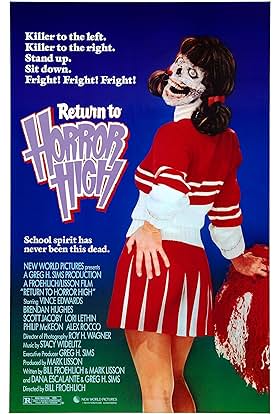 Killer to the left.
Killer to the right.
Stand up.
Sit down.
Fright! Fright! Fright!
Return to
HORROR
HIGH
School spirit has
never been this dead.
NEW WORLD PICTURES presents
A GREG H. SIMS PRODUCTION
A FROEHLICH/LISSON FILM
"RETURN TO HORROR HIGH"
Starring VINCE EDWARDS
BRENDAN HUGHES
SCOTT JACOBY LORI LETHIN
PHILIP McKEON ALEX ROCCO
Director of Photography ROY H. WAGNER
Music by STACY WIDELITZ
Executive Producer GREG H. SIMS
Produced by MARK LISSON
Written by BILL FROEHLICH & MARK LISSON
and DANA ESCALANTE & GREG H. SIMS
Directed by BILL FROEHLICH
R RESTRICTED
NEW WORLD PICTURES